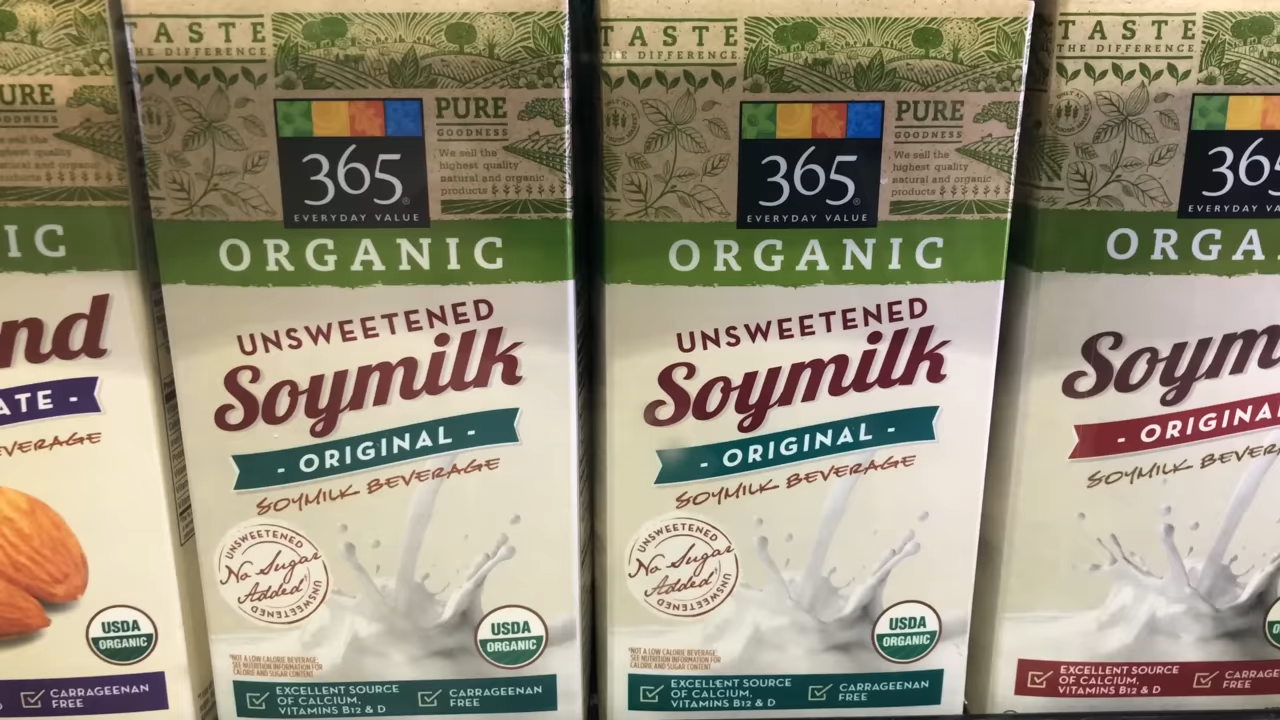 URE
IC
nd
ATE -
EVERAGE
USDA
ORGANIC
CARRAGEENAN
FREE
TASTE
THE DIFFERENCE
365
EVERYDAY VALUE
PURE
GOODNESS
We sell the
highest quality
natural and organic
products
ORGANIC
UNSWEETENED
Soymilk
- ORIGINAL -
SOYMILK BEVERAGE
UNSWEETENED
No Sugar
Added*
UNSWEETENED
USDA
ORGANIC
*NOT A LOW CALORIE BEVERAGE;
SEE NUTRITION INFORMATION FOR
CALORIE AND SUGAR CONTENT
EXCELLENT SOURCE
OF CALCIUM,
VITAMINS B12 & D
CARRAGEENAN
FREE
TASTE
THE DIFFERENCE
365
EVERYDAY VALUE
PURE
GOODNESS
We sell the
highest quality
natural and organic
products
ORGANIC
UNSWEETENED
Soymilk
- ORIGINAL -
SOYMILK BEVERAGE
UNSWEETENED
No Sugar
Added*
UNSWEETENED
USDA
ORGANIC
*NOT A LOW CALORIE BEVERAGE;
SEE NUTRITION INFORMATION FOR
CALORIE AND SUGAR CONTENT
EXCELLENT SOURCE
OF CALCIUM,
VITAMINS B12 & D
CARRAGEENAN
FREE
TASTE
THE DIFFERENCE
365
EVERYDAY VALUE
ORGA
Soym
- ORIGINA
SOYMILK BEVER
EXCELLENT SOURCE
OF CALCIUM,
VITAMINS B12 & D
CARRAGE
FREE